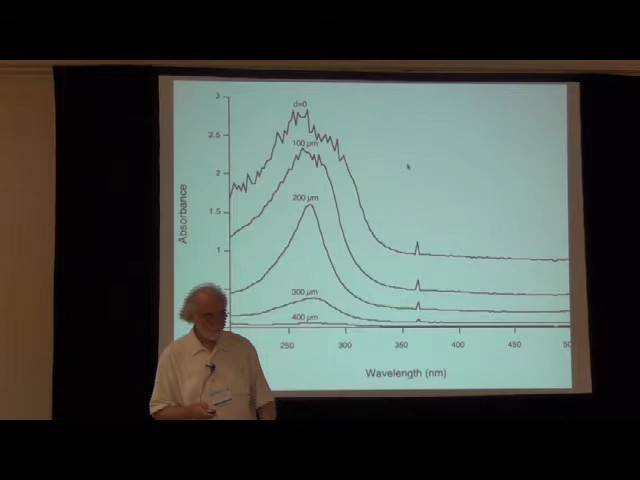 3
d=0
2.5
100 µm
2
200 µm
1.5
Absorbance
1
300 µm
400 µm
250 300 350 400 450
Wavelength (nm)